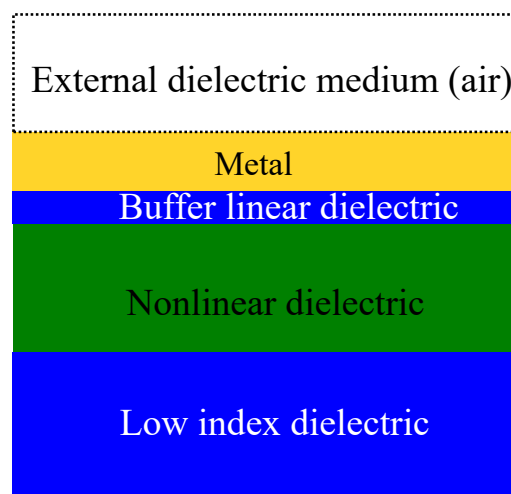 External dielectric medium (air)
Metal
Buffer linear dielectric
Nonlinear dielectric
Low index dielectric